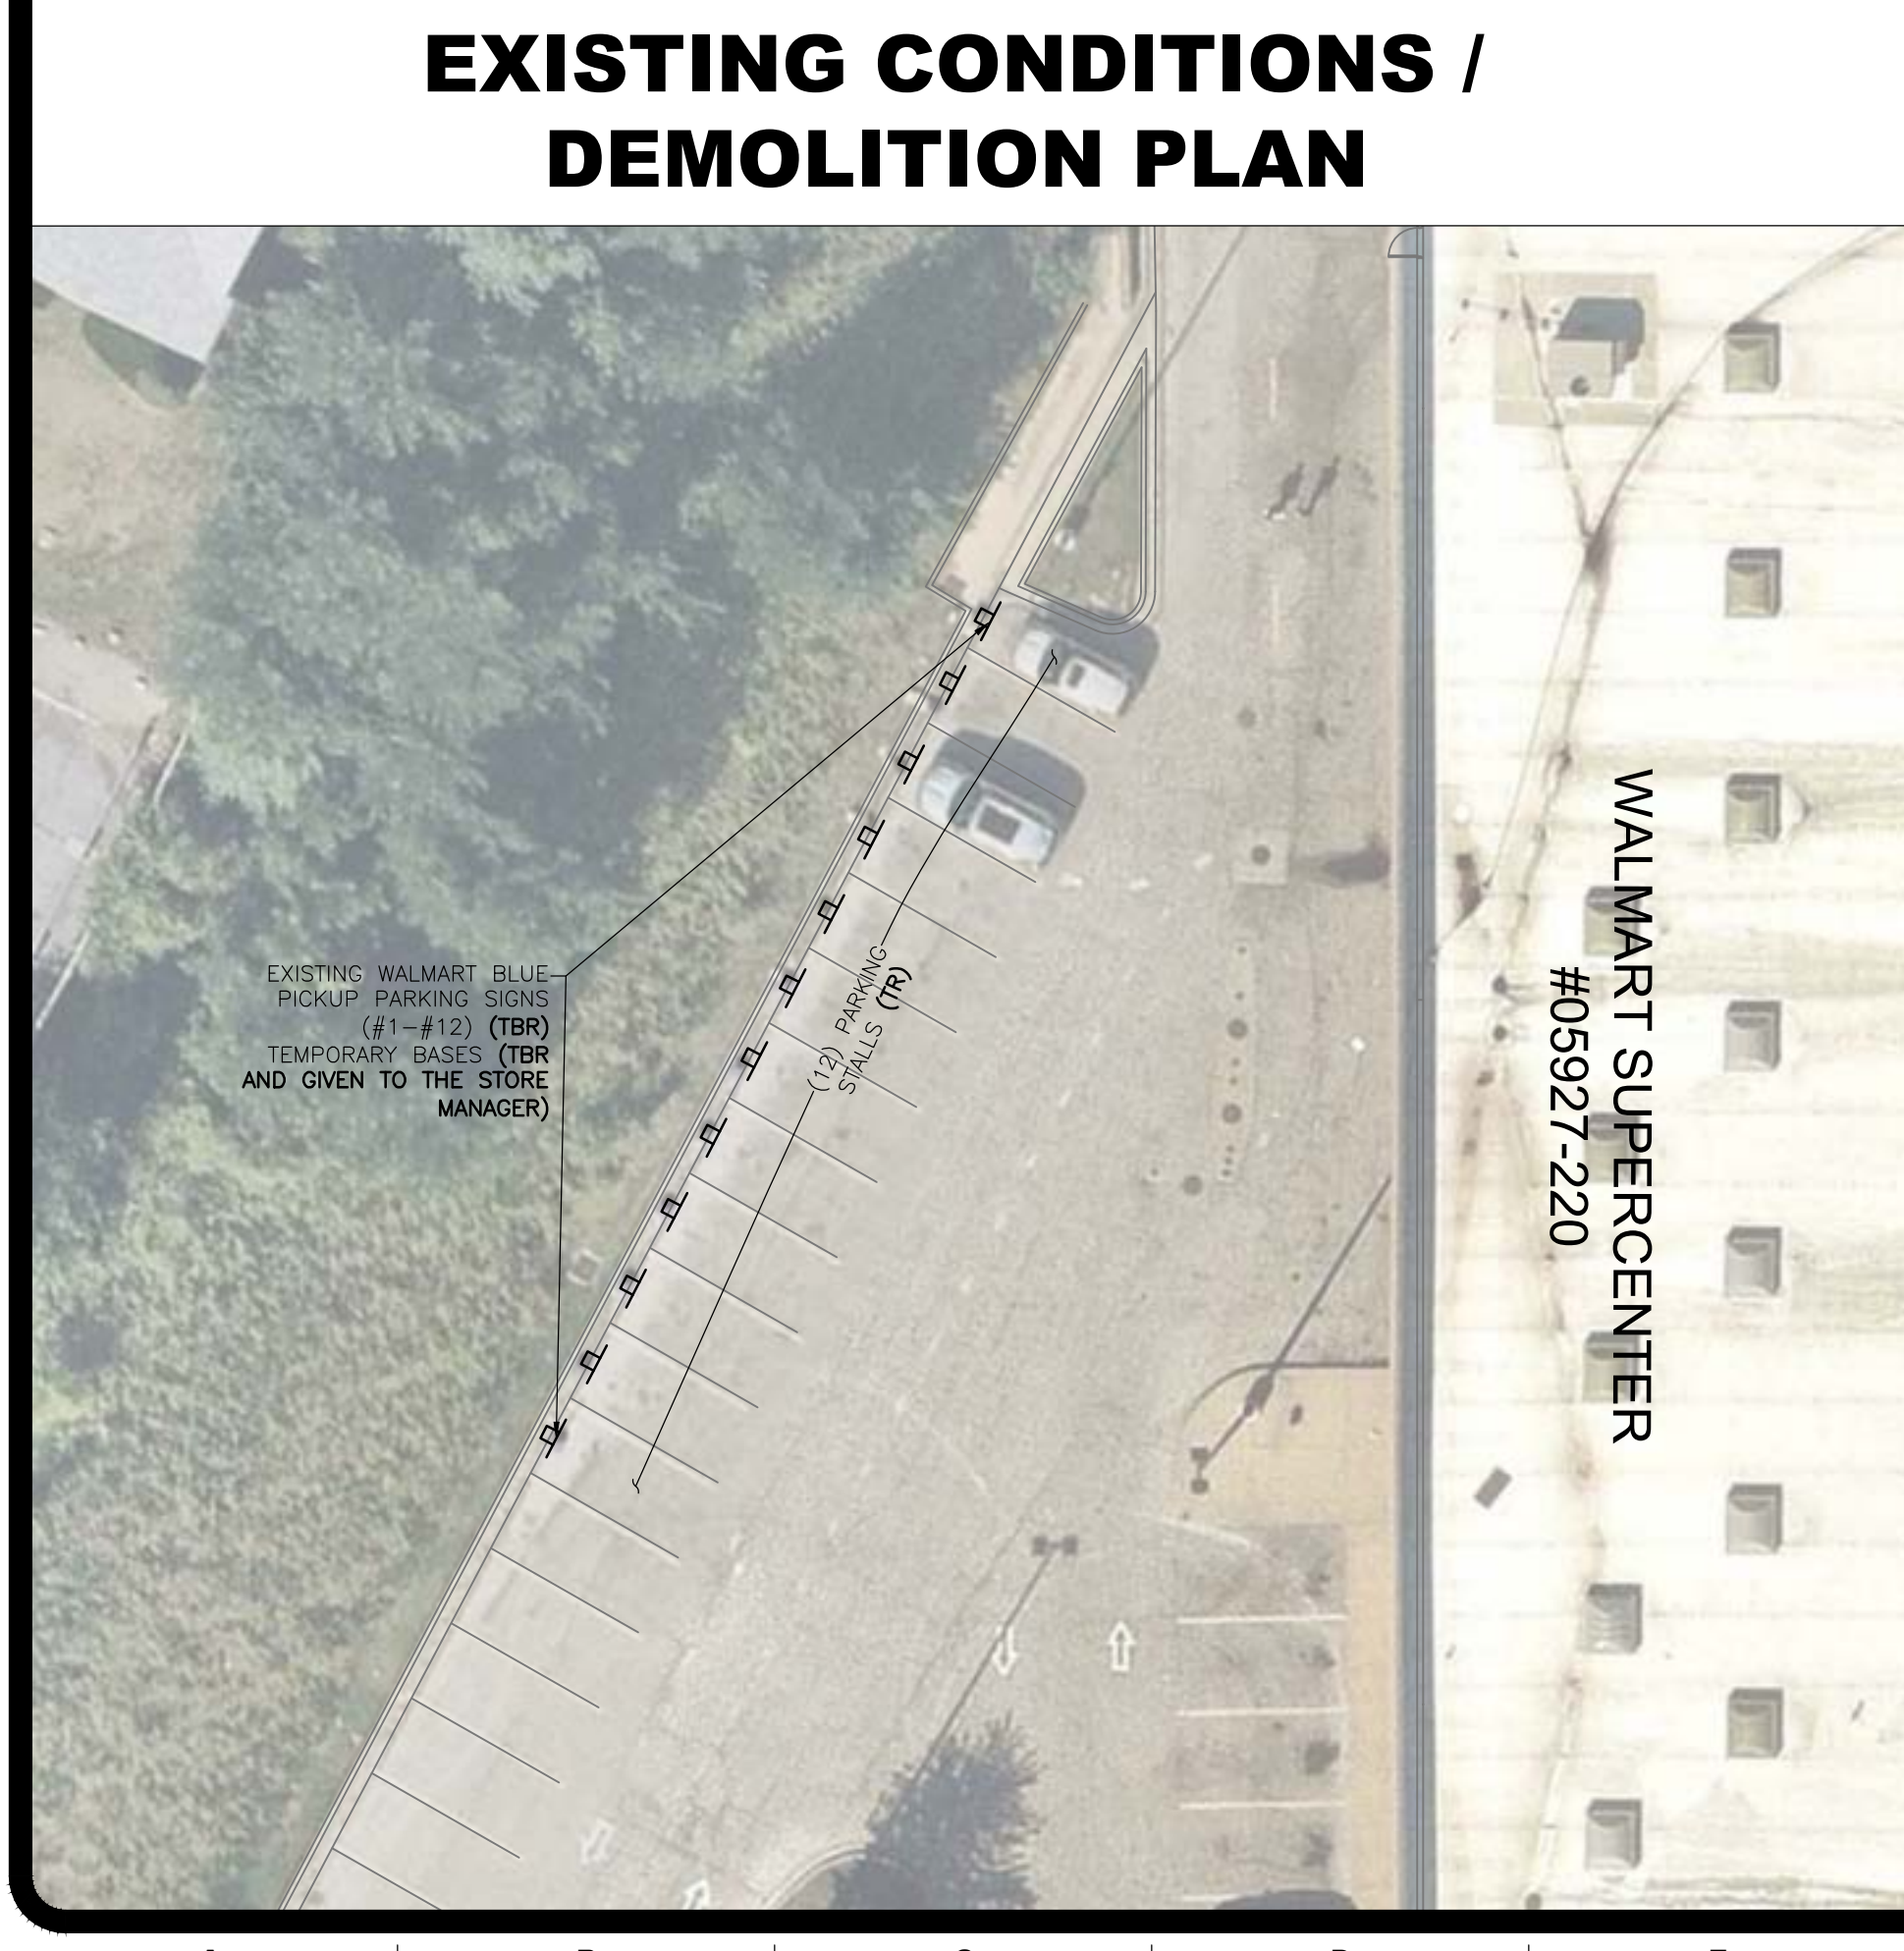 EXISTING CONDITIONS /
DEMOLITION PLAN
EXISTING WALMART BLUE
PICKUP PARKING SIGNS
(#1-#12) (TBR)
TEMPORARY BASES (TBR
AND GIVEN TO THE STORE
MANAGER)
(12) PARKING
STALLS (TR)
WALMART SUPERCENTER
#05927-220